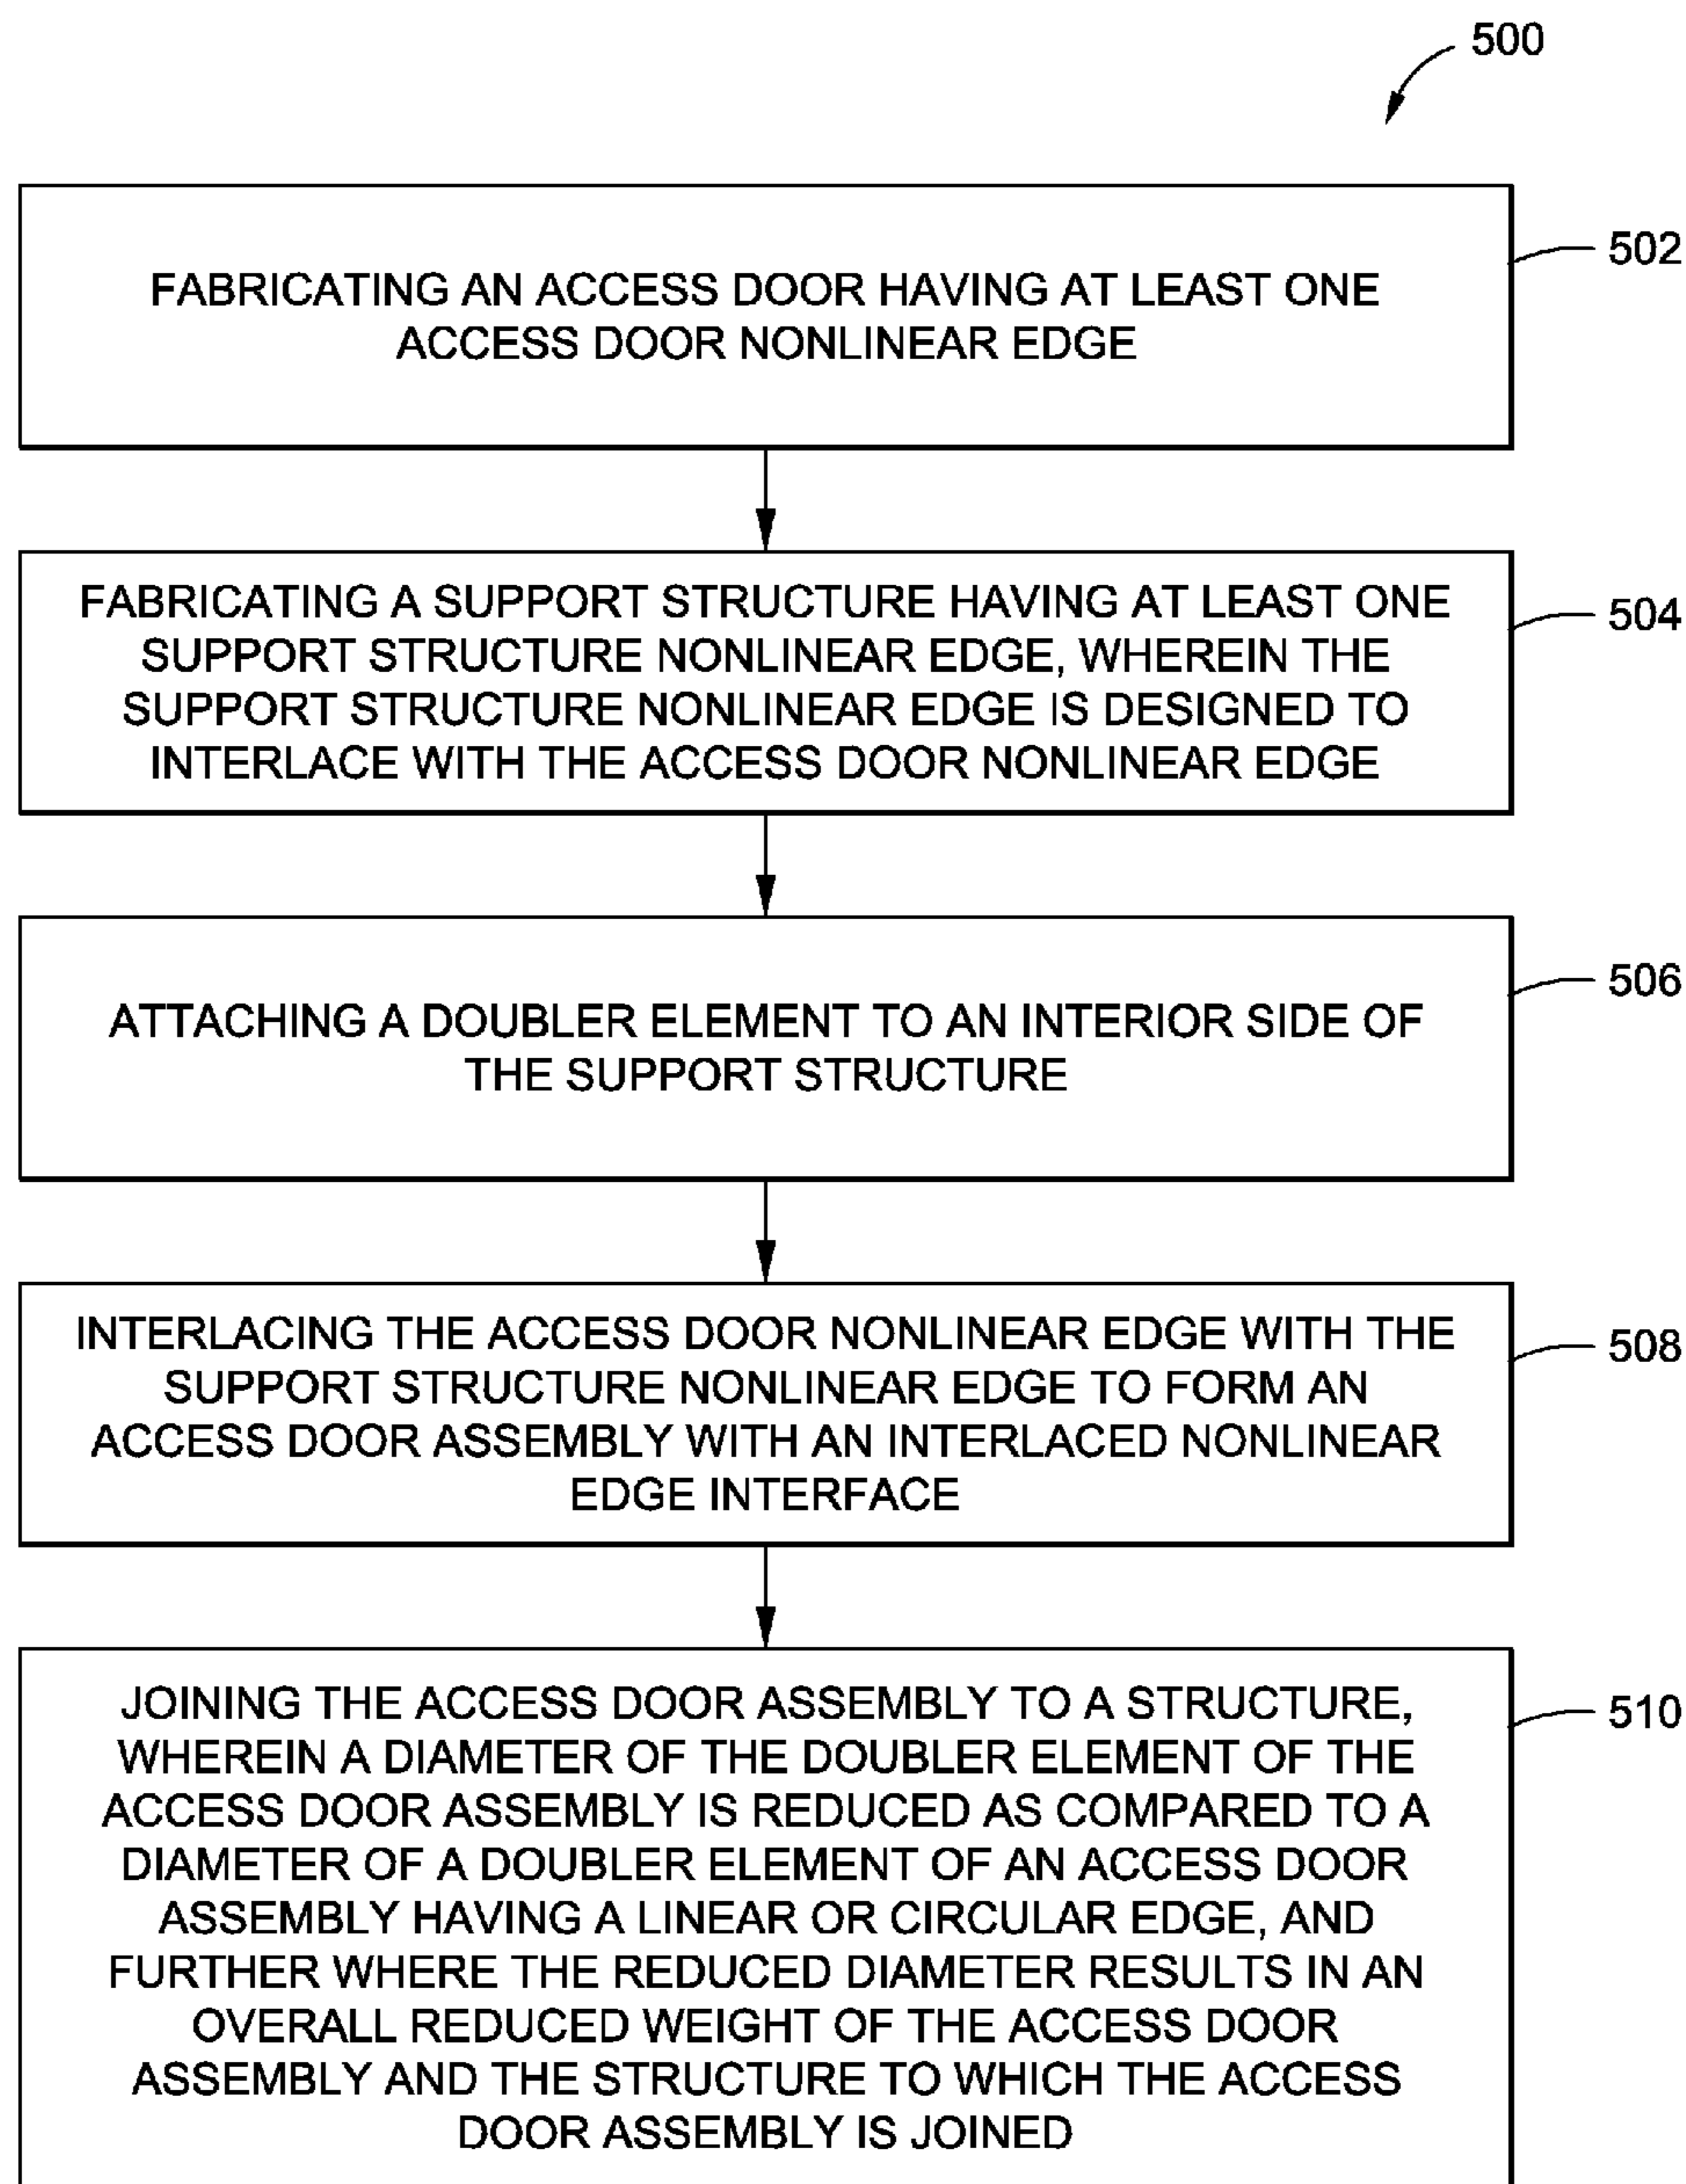 500
FABRICATING AN ACCESS DOOR HAVING AT LEAST ONE
ACCESS DOOR NONLINEAR EDGE
502
FABRICATING A SUPPORT STRUCTURE HAVING AT LEAST ONE
SUPPORT STRUCTURE NONLINEAR EDGE, WHEREIN THE
SUPPORT STRUCTURE NONLINEAR EDGE IS DESIGNED TO
INTERLACE WITH THE ACCESS DOOR NONLINEAR EDGE
504
ATTACHING A DOUBLER ELEMENT TO AN INTERIOR SIDE OF
THE SUPPORT STRUCTURE
506
INTERLACING THE ACCESS DOOR NONLINEAR EDGE WITH THE
SUPPORT STRUCTURE NONLINEAR EDGE TO FORM AN
ACCESS DOOR ASSEMBLY WITH AN INTERLACED NONLINEAR
EDGE INTERFACE
508
JOINING THE ACCESS DOOR ASSEMBLY TO A STRUCTURE,
WHEREIN A DIAMETER OF THE DOUBLER ELEMENT OF THE
ACCESS DOOR ASSEMBLY IS REDUCED AS COMPARED TO A
DIAMETER OF A DOUBLER ELEMENT OF AN ACCESS DOOR
ASSEMBLY HAVING A LINEAR OR CIRCULAR EDGE, AND
FURTHER WHERE THE REDUCED DIAMETER RESULTS IN AN
OVERALL REDUCED WEIGHT OF THE ACCESS DOOR
ASSEMBLY AND THE STRUCTURE TO WHICH THE ACCESS
DOOR ASSEMBLY IS JOINED
510